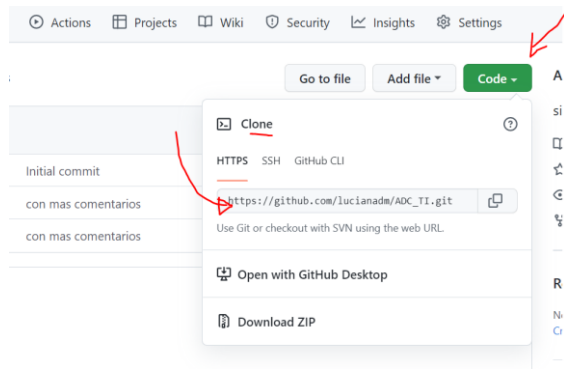 Actions Projects Wiki Security Insights Settings
Go to file Add file Code
Clone
HTTPS SSH GitHub CLI
https://github.com/lucianadm/ADC_TI.git
Use Git or checkout with SVN using the web URL.
Open with GitHub Desktop
Download ZIP
Initial commit
con mas comentarios
con mas comentarios
A
si
R